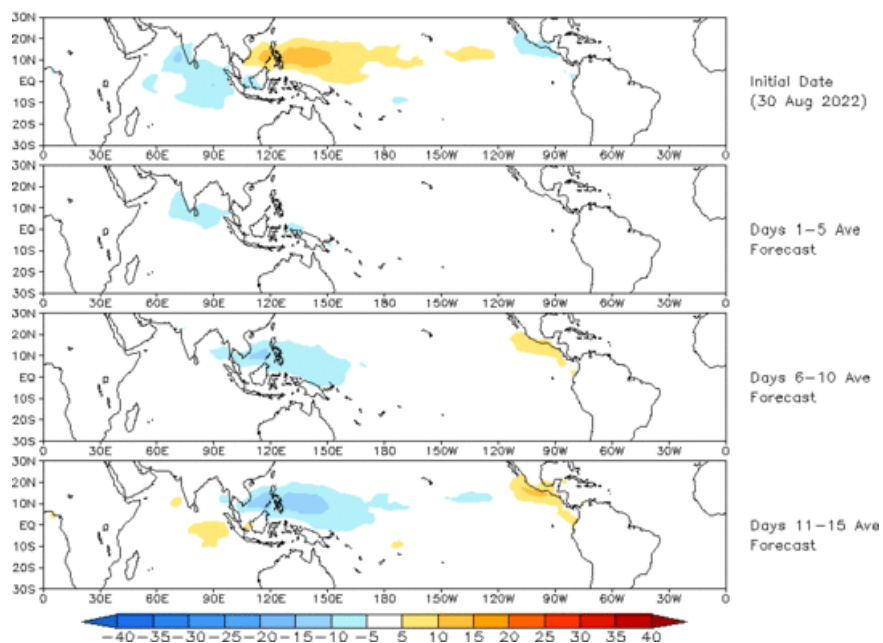 30N
20N
10N
EQ
10S
20S
30S
0 30E 60E 90E 120E 150E 180 150W 120W 90W 60W 30W 0
Initial Date
(30 Aug 2022)
30N
20N
10N
EQ
10S
20S
30S
0 30E 60E 90E 120E 150E 180 150W 120W 90W 60W 30W 0
Days 1-5 Ave
Forecast
30N
20N
10N
EQ
10S
20S
30S
0 30E 60E 90E 120E 150E 180 150W 120W 90W 60W 30W 0
Days 6-10 Ave
Forecast
30N
20N
10N
EQ
10S
20S
30S
0 30E 60E 90E 120E 150E 180 150W 120W 90W 60W 30W 0
Days 11-15 Ave
Forecast
-40 -35 -30 -25 -20 -15 -10 -5 5 10 15 20 25 30 35 40